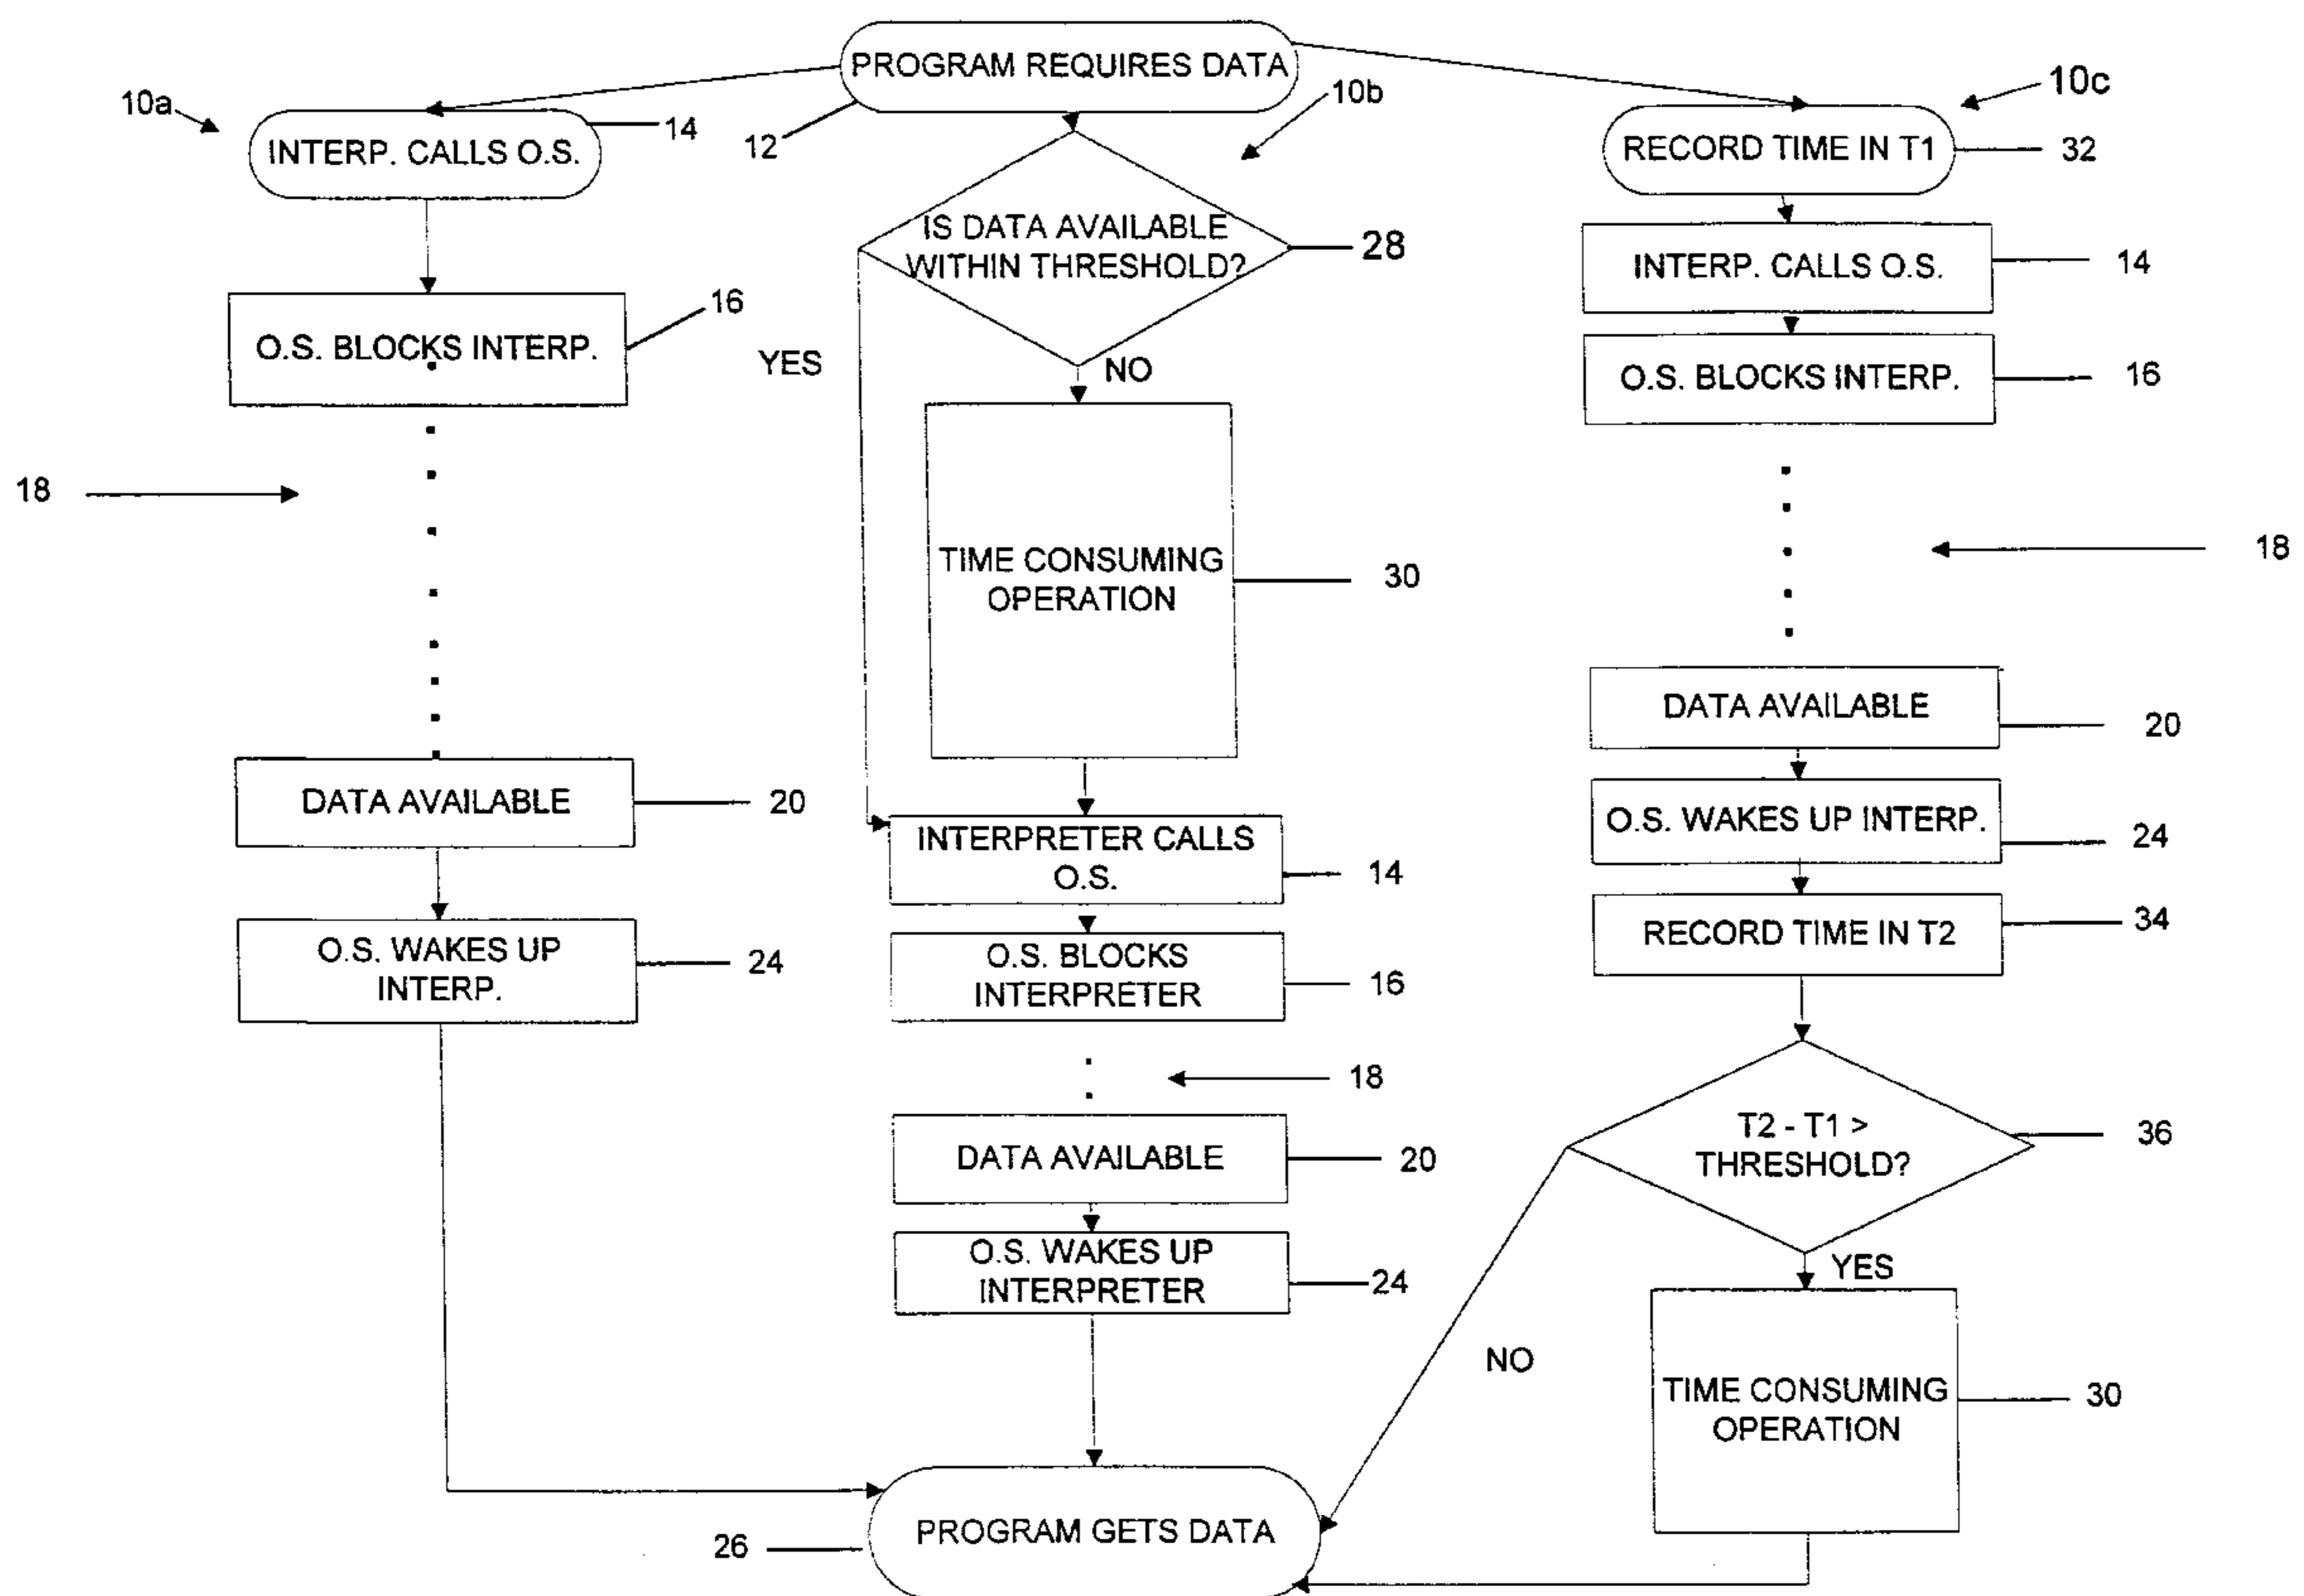 PROGRAM REQUIRES DATA
12
10a
INTERP. CALLS O.S.
14
O.S. BLOCKS INTERP.
16
18
DATA AVAILABLE
20
O.S. WAKES UP
INTERP.
24
10b
IS DATA AVAILABLE
WITHIN THRESHOLD?
28
YES
NO
TIME CONSUMING
OPERATION
30
INTERPRETER CALLS
O.S.
14
O.S. BLOCKS
INTERPRETER
16
18
DATA AVAILABLE
20
O.S. WAKES UP
INTERPRETER
24
10c
RECORD TIME IN T1
32
INTERP. CALLS O.S.
14
O.S. BLOCKS INTERP.
16
18
DATA AVAILABLE
20
O.S. WAKES UP INTERP.
24
RECORD TIME IN T2
34
T2 - T1 >
THRESHOLD?
36
YES
NO
TIME CONSUMING
OPERATION
30
PROGRAM GETS DATA
26